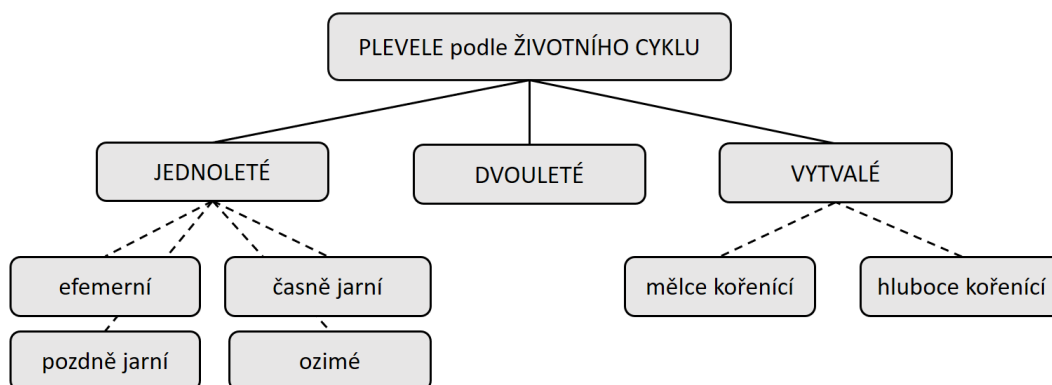 PLEVELE podle ŽIVOTNÍHO CYKLU
JEDNOLETÉ
DVOULETÉ
VYTVALÉ
efemerní
časně jarní
mělce kořenící
hluboce kořenící
pozdně jarní
ozimé